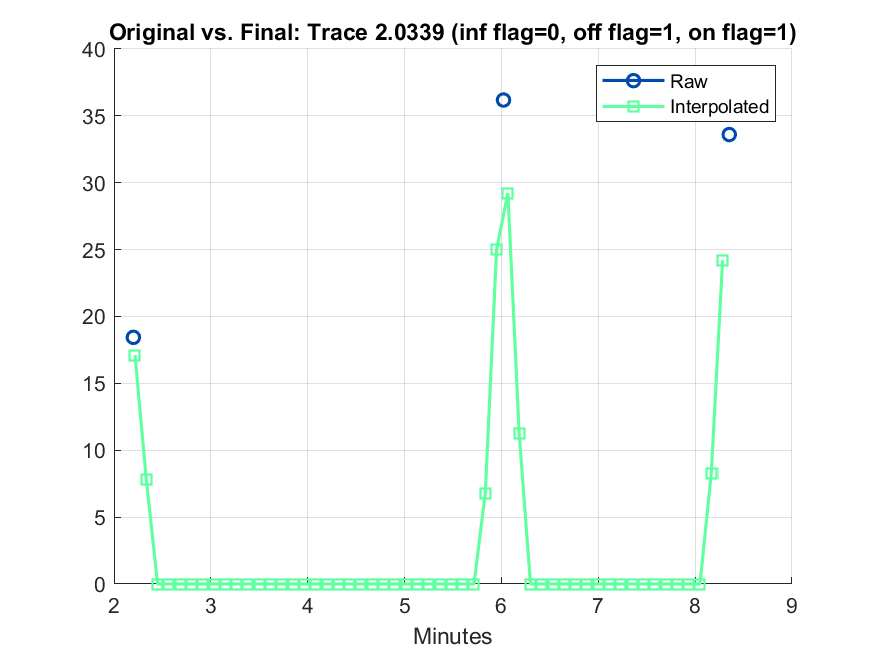 Original vs. Final: Trace 2.0339 (inf flag=0, off flag=1, on flag=1)
40
35
30
25
20
15
10
5
0
Raw
Interpolated
2 3 4 5 6 7 8 9
Minutes